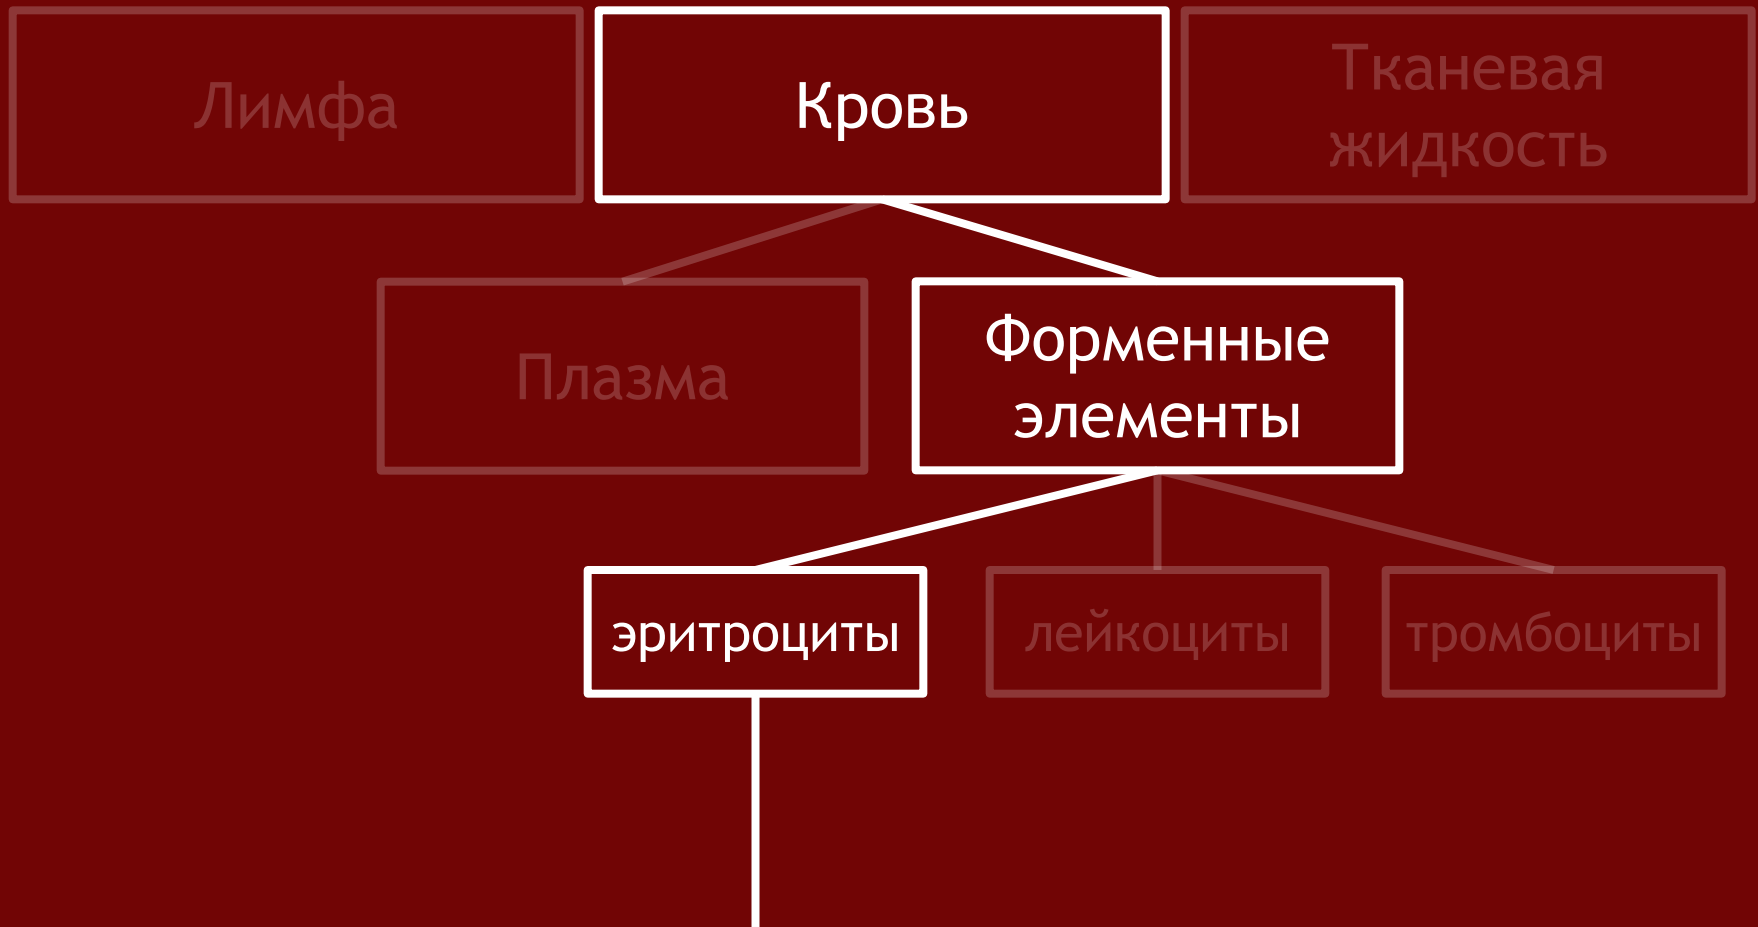 Лимфа
Кровь
Тканевая
жидкость
Плазма
Форменные
элементы
эритроциты
лейкоциты
тромбоциты